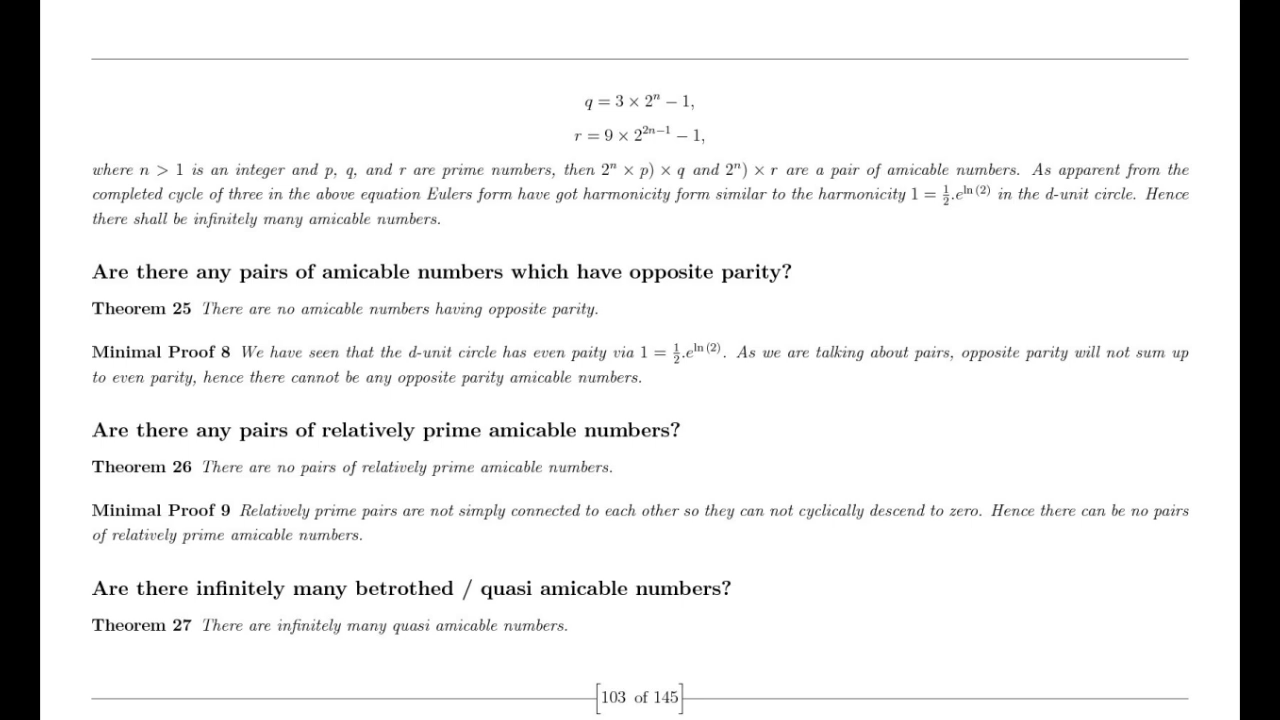 q = 3 × 2ⁿ − 1,
r = 9 × 2²ⁿ⁻¹ − 1,
where n > 1 is an integer and p, q, and r are prime numbers, then 2ⁿ × p) × q and 2ⁿ) × r are a pair of amicable numbers. As apparent from the
completed cycle of three in the above equation Eulers form have got harmonicity form similar to the harmonicity 1 = ½.e^ln (2) in the d-unit circle. Hence
there shall be infinitely many amicable numbers.
Are there any pairs of amicable numbers which have opposite parity?
Theorem 25 There are no amicable numbers having opposite parity.
Minimal Proof 8 We have seen that the d-unit circle has even paity via 1 = ½.e^ln (2). As we are talking about pairs, opposite parity will not sum up
to even parity, hence there cannot be any opposite parity amicable numbers.
Are there any pairs of relatively prime amicable numbers?
Theorem 26 There are no pairs of relatively prime amicable numbers.
Minimal Proof 9 Relatively prime pairs are not simply connected to each other so they can not cyclically descend to zero. Hence there can be no pairs
of relatively prime amicable numbers.
Are there infinitely many betrothed / quasi amicable numbers?
Theorem 27 There are infinitely many quasi amicable numbers.
[103 of 145]